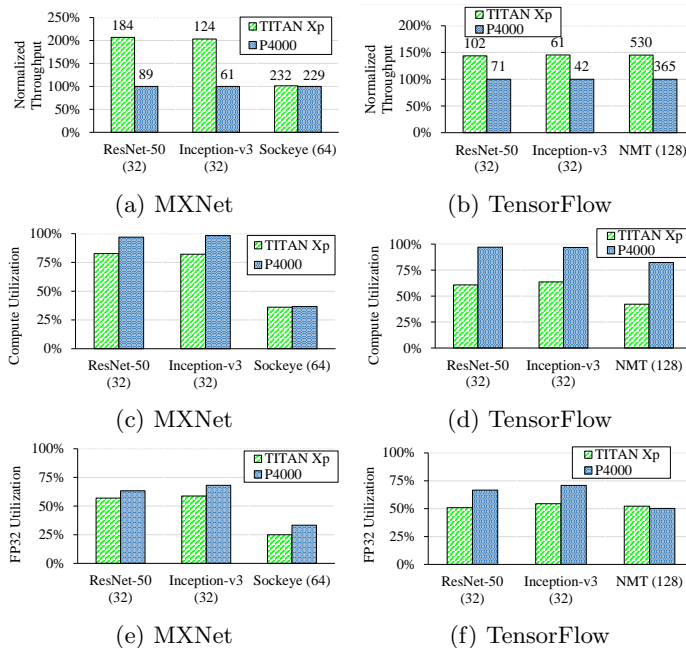 Normalized
Throughput
250%
200%
150%
100%
50%
0%
184
124
89
61
232
229
TITAN Xp
P4000
ResNet-50
(32)
Inception-v3
(32)
Sockeye (64)
(a) MXNet
Normalized
Throughput
200%
150%
100%
50%
0%
102
71
61
42
530
365
TITAN Xp
P4000
ResNet-50
(32)
Inception-v3
(32)
NMT (128)
(b) TensorFlow
Compute Utilization
100%
75%
50%
25%
0%
TITAN Xp
P4000
ResNet-50
(32)
Inception-v3
(32)
Sockeye (64)
(c) MXNet
Compute Utilization
100%
75%
50%
25%
0%
TITAN Xp
P4000
ResNet-50
(32)
Inception-v3
(32)
NMT (128)
(d) TensorFlow
FP32 Utilization
100%
75%
50%
25%
0%
TITAN Xp
P4000
ResNet-50
(32)
Inception-v3
(32)
Sockeye (64)
(e) MXNet
FP32 Utilization
100%
75%
50%
25%
0%
TITAN Xp
P4000
ResNet-50
(32)
Inception-v3
(32)
NMT (128)
(f) TensorFlow